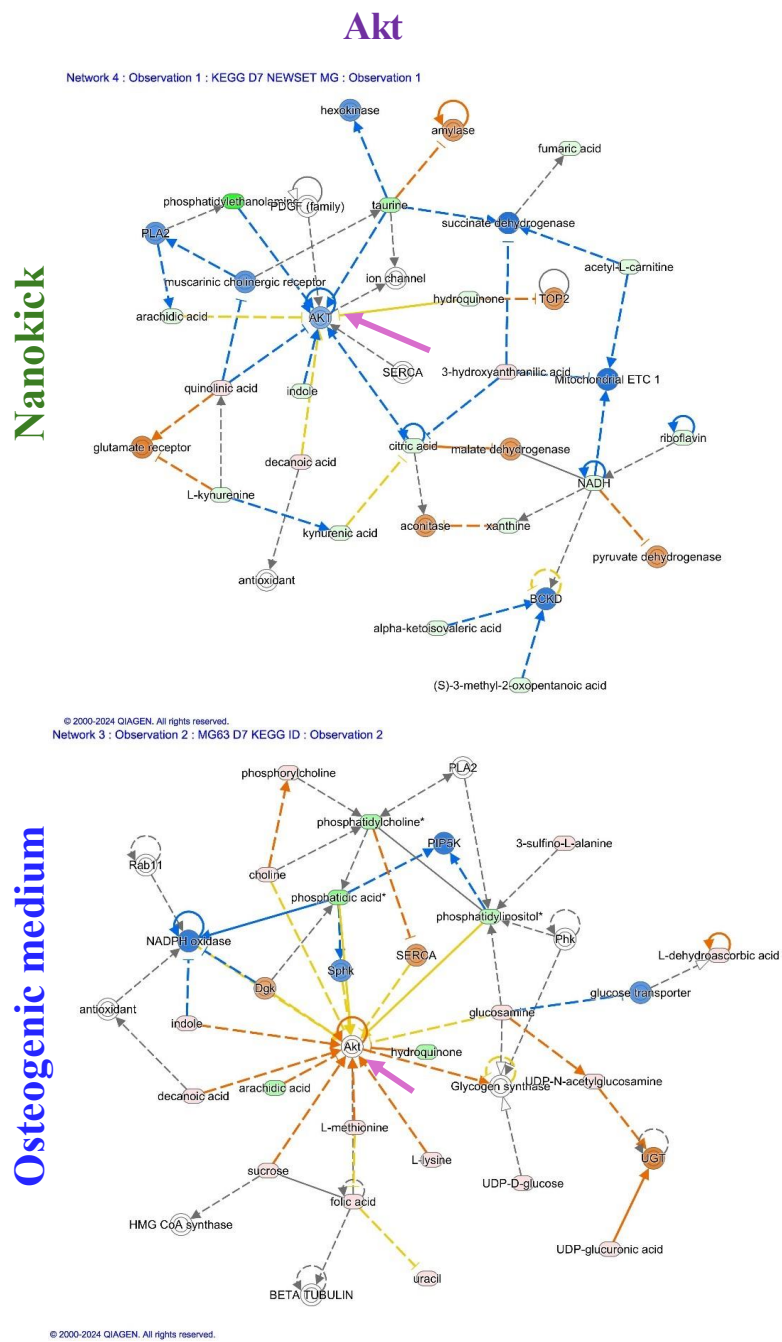 Akt
Nanokick
Network 4 : Observation 1 : KEGG D7 NEWSET MG : Observation 1
hexokinase
amylase
fumaric acid
phosphatidylethanolamine
PDGF (family)
taurine
succinate dehydrogenase
PLA2
muscarinic cholinergic receptor
ion channel
acetyl-L-carnitine
arachidic acid
AKT
hydroquinone
TOP2
SERCA
3-hydroxyanthranilic acid
Mitochondrial ETC 1
quinolinic acid
indole
glutamate receptor
citric acid
malate dehydrogenase
riboflavin
decanoic acid
L-kynurenine
NADH
kynurenic acid
aconitase
xanthine
pyruvate dehydrogenase
antioxidant
BCKD
alpha-ketoisovaleric acid
(S)-3-methyl-2-oxopentanoic acid
© 2000-2024 QIAGEN. All rights reserved.
Osteogenic medium
Network 3 : Observation 2 : MG63 D7 KEGG ID : Observation 2
phosphorylcholine
PLA2
phosphatidylcholine*
PIP5K
3-sulfino-L-alanine
Rab11
choline
phosphatidic acid*
phosphatidylinositol*
NADPH oxidase
Phk
L-dehydroascorbic acid
Sphk
SERCA
Dgk
glucose transporter
antioxidant
indole
glucosamine
Akt
hydroquinone
Glycogen synthase
UDP-N-acetylglucosamine
decanoic acid
arachidic acid
L-methionine
L-lysine
UGT
sucrose
UDP-D-glucose
folic acid
HMG CoA synthase
UDP-glucuronic acid
uracil
BETA TUBULIN
© 2000-2024 QIAGEN. All rights reserved.